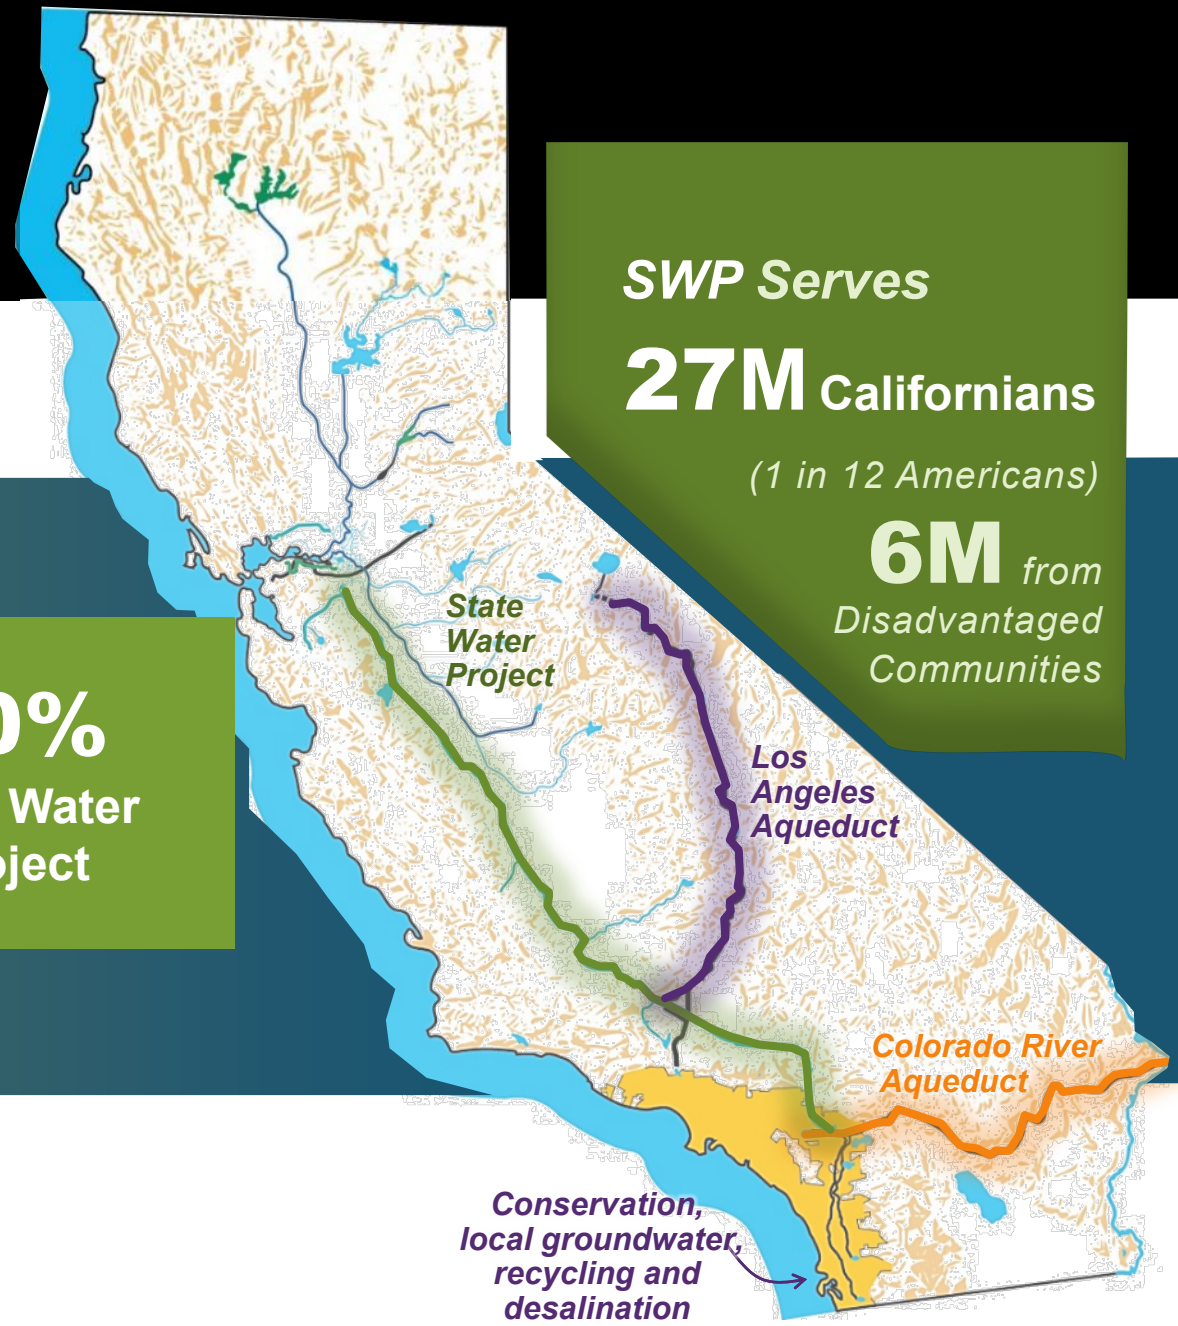 SWP Serves
27M Californians
(1 in 12 Americans)
6M from
Disadvantaged
Communities
State
Water
Project
0%
Water
ject
Los
Angeles
Aqueduct
Colorado River
Aqueduct
Conservation,
local groundwater,
recycling and
desalination